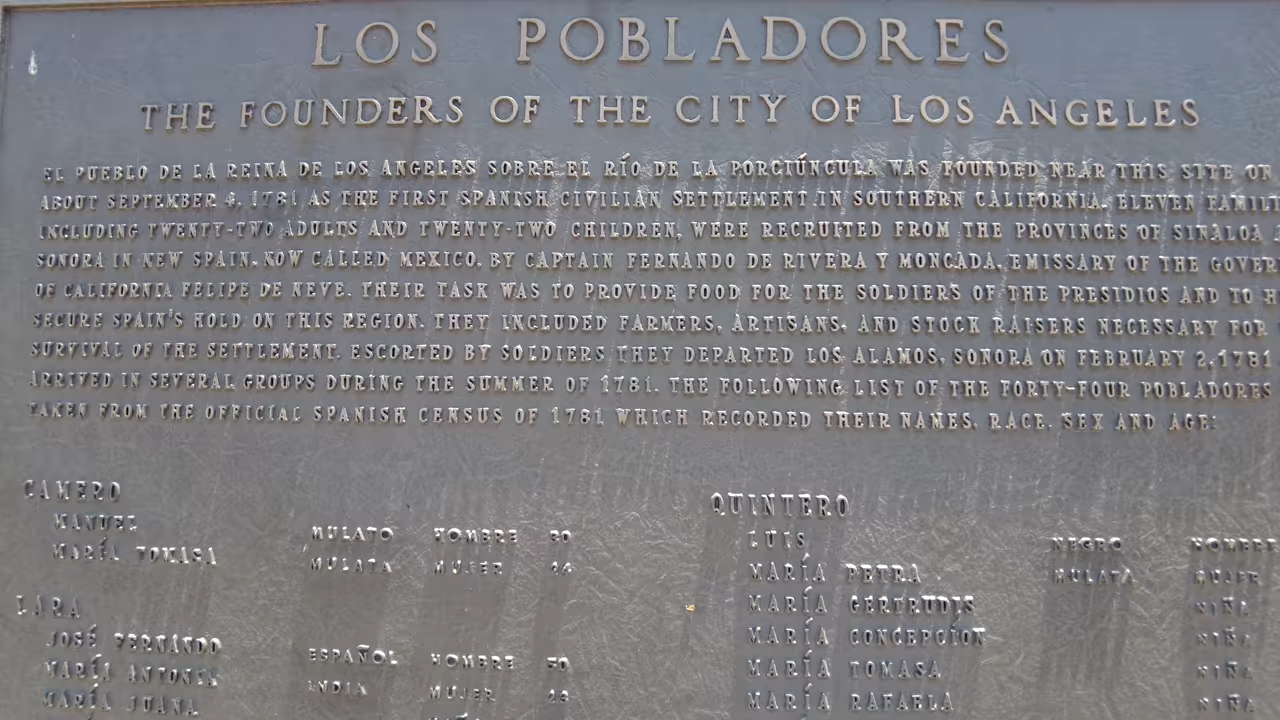 LOS POBLADORES
THE FOUNDERS OF THE CITY OF LOS ANGELES
EL PUEBLO DE LA REINA DE LOS ANGELES SOBRE EL RÍO DE LA PORCIÚNCULA WAS FOUNDED NEAR THIS SITE ON
ABOUT SEPTEMBER 4, 1781 AS THE FIRST SPANISH CIVILIAN SETTLEMENT IN SOUTHERN CALIFORNIA. ELEVEN
INCLUDING TWENTY-TWO ADULTS AND TWENTY-TWO CHILDREN, WERE RECRUITED FROM THE PROVINCES OF SINALOA
SONORA IN NEW SPAIN, NOW CALLED MEXICO, BY CAPTAIN FERNANDO DE RIVERA Y MONCADA, EMISSARY OF THE
OF CALIFORNIA FELIPE DE NEVE. THEIR TASK WAS TO PROVIDE FOOD FOR THE SOLDIERS OF THE PRESIDIOS AND TO
SECURE SPAIN'S HOLD ON THIS REGION. THEY INCLUDED FARMERS, ARTISANS, AND STOCK RAISERS NECESSARY FOR
SURVIVAL OF THE SETTLEMENT. ESCORTED BY SOLDIERS THEY DEPARTED LOS ALAMOS, SONORA ON FEBRUARY 2, 1781
ARRIVED IN SEVERAL GROUPS DURING THE SUMMER OF 1781. THE FOLLOWING LIST OF THE FORTY-FOUR POBLADORES
TAKEN FROM THE OFFICIAL SPANISH CENSUS OF 1781 WHICH RECORDED THEIR NAMES, RACE, SEX AND AGE:
CAMERO
MANUEL MULATO HOMBRE 30
MARÍA TOMASA MULATA MUJER 24
LARA
JOSÉ FERNÁNDO ESPAÑOL HOMBRE 50
MARÍA ANTONIA INDIA MUJER 23
MARÍA JUANA
QUINTERO
LUIS NEGRO HOMBRE
MARÍA PETRA MULATA MUJER
MARÍA GERTRUDIS NIÑA
MARÍA CONCEPCIÓN NIÑA
MARÍA TOMASA NIÑA
MARÍA RAFAELA NIÑA